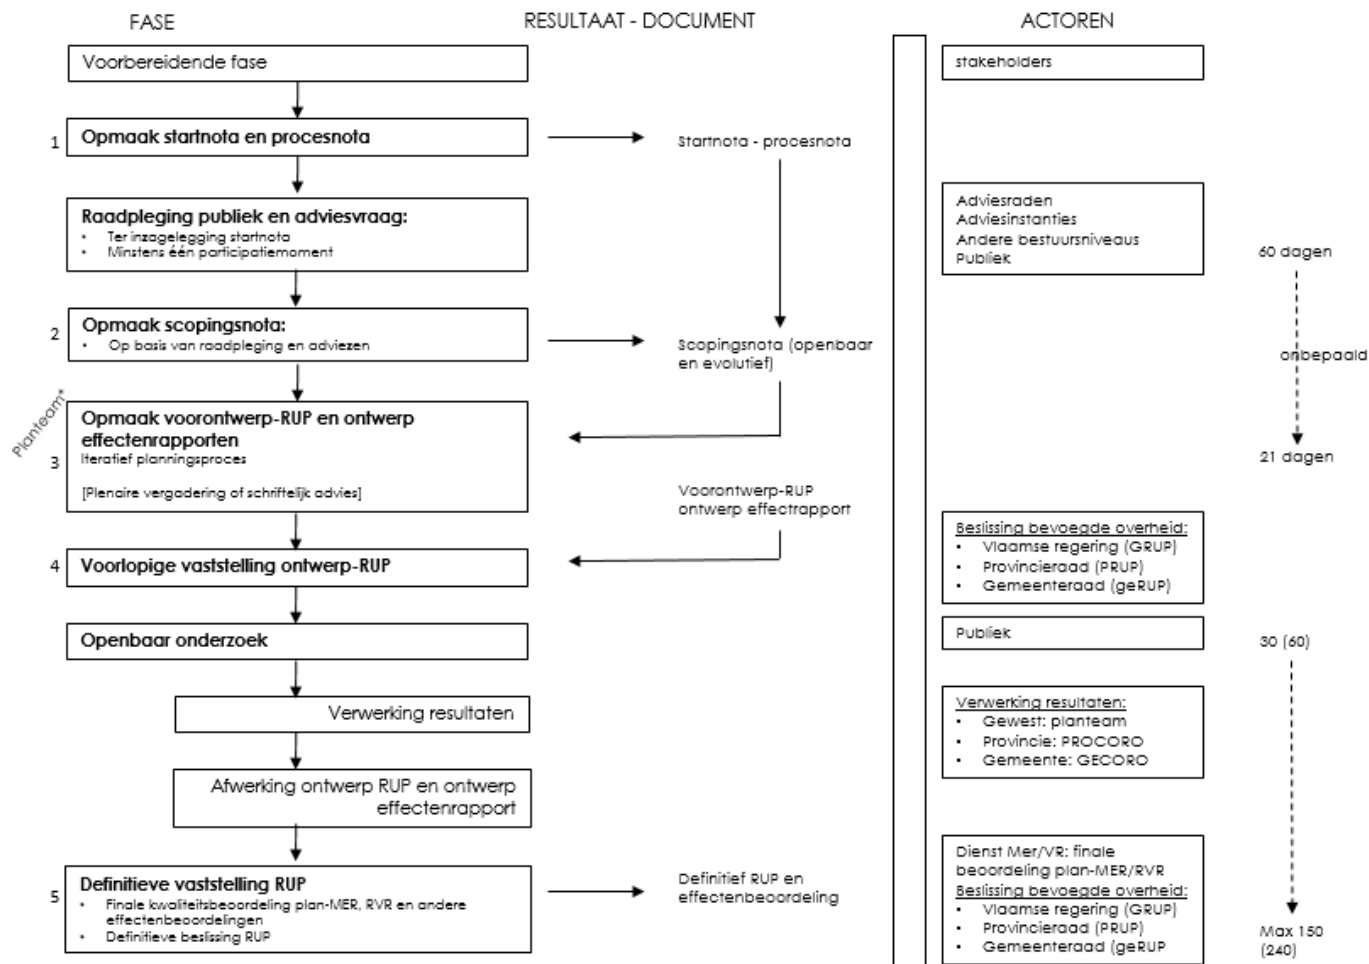 FASE
RESULTAAT - DOCUMENT
ACTOREN
Voorbereidende fase
stakeholders
1
Opmaak startnota en procesnota
Startnota - procesnota
Raadpleging publiek en adviesvraag:
• Ter inzagelegging startnota
• Minstens één participatiemoment
Adviesraden
Adviesinstanties
Andere bestuursniveaus
Publiek
60 dagen
2
Opmaak scopingsnota:
• Op basis van raadpleging en adviezen
Scopingsnota (openbaar
en evolutief)
onbepaald
Planteam*
3
Opmaak voorontwerp-RUP en ontwerp
effectenrapporten
Iteratief planningsproces
[Plenaire vergadering of schriftelijk advies]
21 dagen
Voorontwerp-RUP
ontwerp effectrapport
4
Voorlopige vaststelling ontwerp-RUP
Beslissing bevoegde overheid:
• Vlaamse regering (GRUP)
• Provincieraad (PRUP)
• Gemeenteraad (geRUP)
Openbaar onderzoek
Publiek
30 (60)
Verwerking resultaten
Verwerking resultaten:
• Gewest: planteam
• Provincie: PROCORO
• Gemeente: GECORO
Afwerking ontwerp RUP en ontwerp
effectenrapport
5
Definitieve vaststelling RUP
• Finale kwaliteitsbeoordeling plan-MER, RVR en andere
effectenbeoordelingen
• Definitieve beslissing RUP
Definitief RUP en
effectenbeoordeling
Dienst Mer/VR: finale
beoordeling plan-MER/RVR
Beslissing bevoegde overheid:
• Vlaamse regering (GRUP)
• Provincieraad (PRUP)
• Gemeenteraad (geRUP
Max 150
(240)